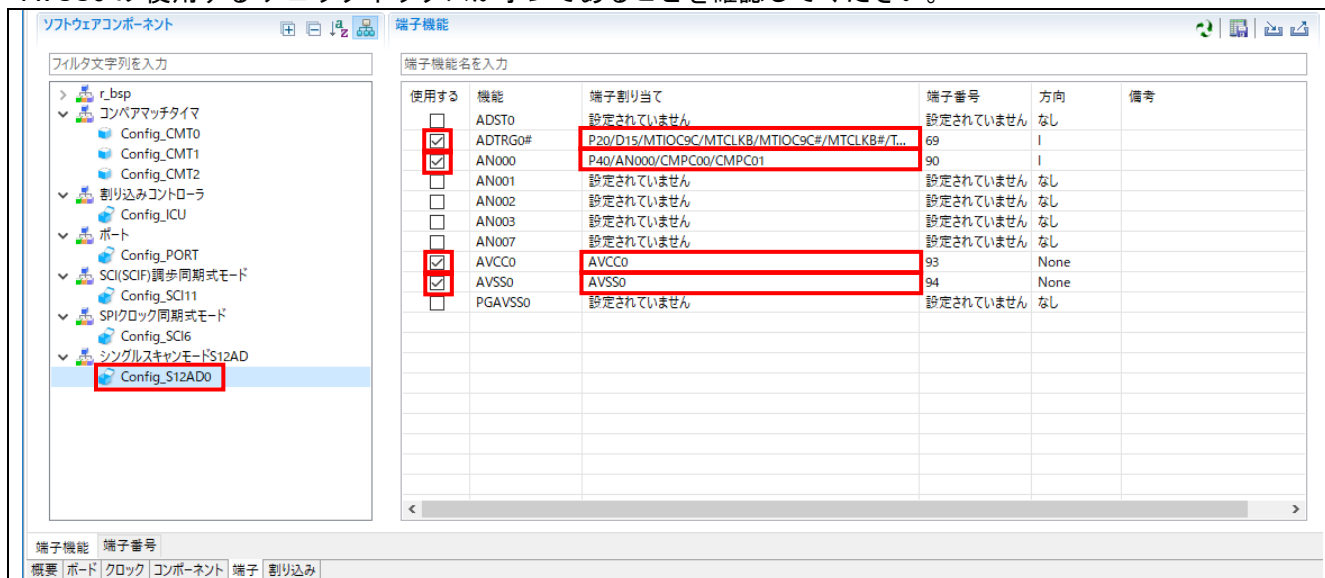 ソフトウェアコンポーネント
フィルタ文字列を入力
r_bsp
コンペアマッチタイマ
Config_CMT0
Config_CMT1
Config_CMT2
割り込みコントローラ
Config_ICU
ポート
Config_PORT
SCI(SCIF)調歩同期式モード
Config_SCI11
SPIクロック同期式モード
Config_SCI6
シングルスキャンモードS12AD
Config_S12AD0
端子機能
端子機能名を入力
使用する 機能 端子割り当て 端子番号 方向 備考
ADST0 設定されていません 設定されていません なし
ADTRG0# P20/D15/MTIOC9C/MTCLKB/MTIOC9C#/MTCLKB#/T... 69 I
AN000 P40/AN000/CMPC00/CMPC01 90 I
AN001 設定されていません 設定されていません なし
AN002 設定されていません 設定されていません なし
AN003 設定されていません 設定されていません なし
AN007 設定されていません 設定されていません なし
AVCC0 AVCC0 93 None
AVSS0 AVSS0 94 None
PGAVSS0 設定されていません 設定されていません なし
端子機能 端子番号
概要 ボード クロック コンポーネント 端子 割り込み